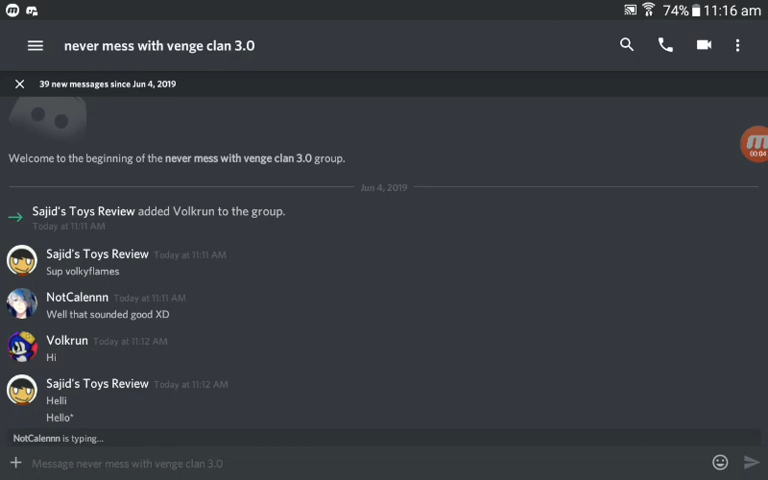 74% 11:16 am
never mess with venge clan 3.0
39 new messages since Jun 4, 2019
00:04
Welcome to the beginning of the never mess with venge clan 3.0 group.
Jun 4, 2019
Sajid's Toys Review added Volkrun to the group.
Today at 11:11 AM
Sajid's Toys Review Today at 11:11 AM
Sup volkyflames
NotCalennn Today at 11:11 AM
Well that sounded good XD
Volkrun Today at 11:12 AM
Hi
Sajid's Toys Review Today at 11:12 AM
Helli
Hello*
NotCalennn is typing...
Message never mess with venge clan 3.0